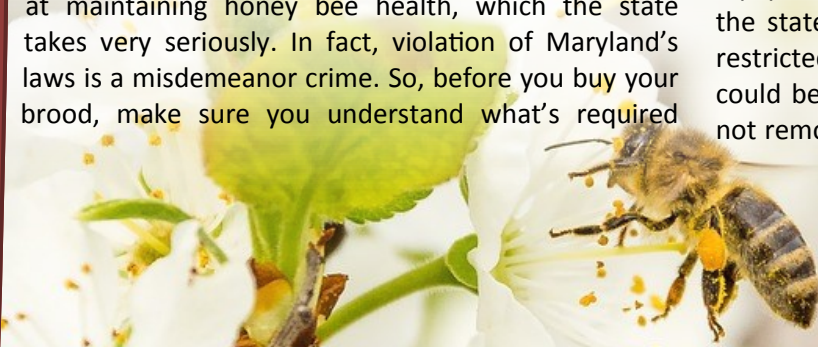 at maintaining honey bee health, which the state
takes very seriously. In fact, violation of Maryland's
laws is a misdemeanor crime. So, before you buy your
brood, make sure you understand what's required
the state
restricted
could be
not remo